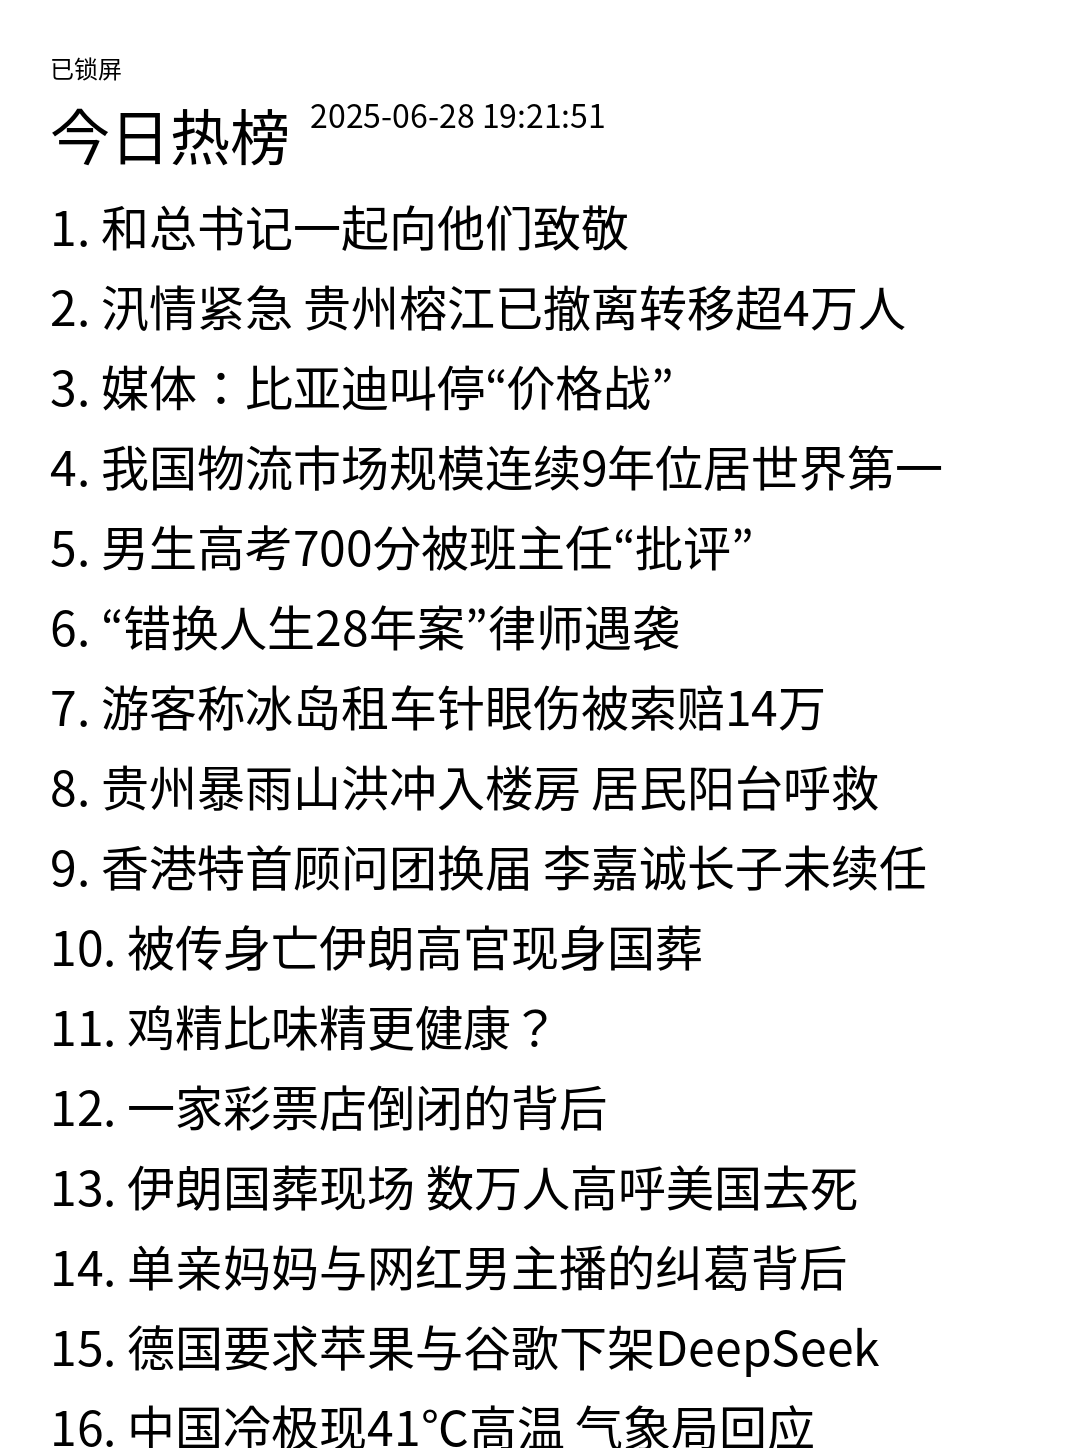 已锁屏
今日热榜 2025-06-28 19:21:51
1. 和总书记一起向他们致敬
2. 汛情紧急 贵州榕江已撤离转移超4万人
3. 媒体：比亚迪叫停“价格战”
4. 我国物流市场规模连续9年位居世界第一
5. 男生高考700分被班主任“批评”
6. “错换人生28年案”律师遇袭
7. 游客称冰岛租车针眼伤被索赔14万
8. 贵州暴雨山洪冲入楼房 居民阳台呼救
9. 香港特首顾问团换届 李嘉诚长子未续任
10. 被传身亡伊朗高官现身国葬
11. 鸡精比味精更健康？
12. 一家彩票店倒闭的背后
13. 伊朗国葬现场 数万人高呼美国去死
14. 单亲妈妈与网红男主播的纠葛背后
15. 德国要求苹果与谷歌下架DeepSeek
16. 中国冷极现41℃高温 气象局回应